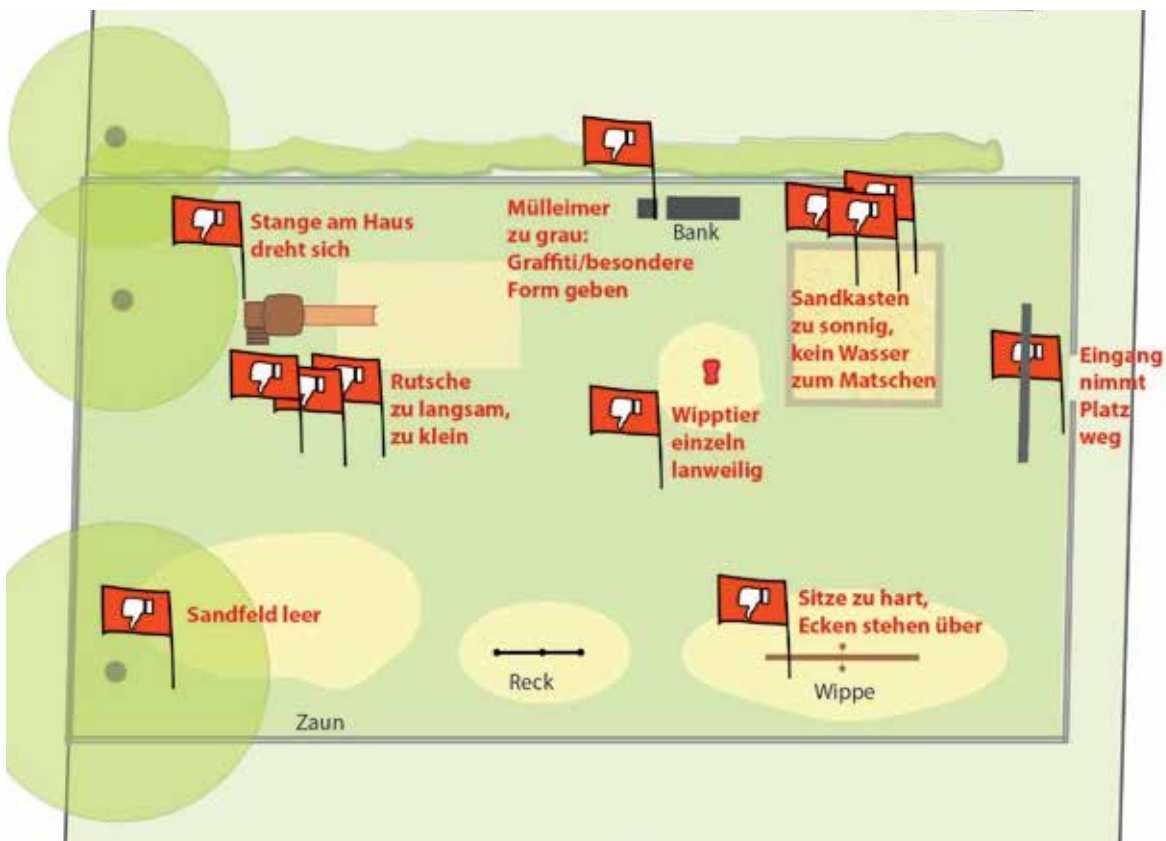 Stange am Haus
dreht sich
Mülleimer
zu grau:
Graffiti/besondere
Form geben
Bank
Sandkasten
zu sonnig,
kein Wasser
zum Matschen
Eingang
nimmt
Platz
weg
Rutsche
zu langsam,
zu klein
Wipptier
einzeln
lanweilig
Sandfeld leer
Sitze zu hart,
Ecken stehen über
Reck
Wippe
Zaun